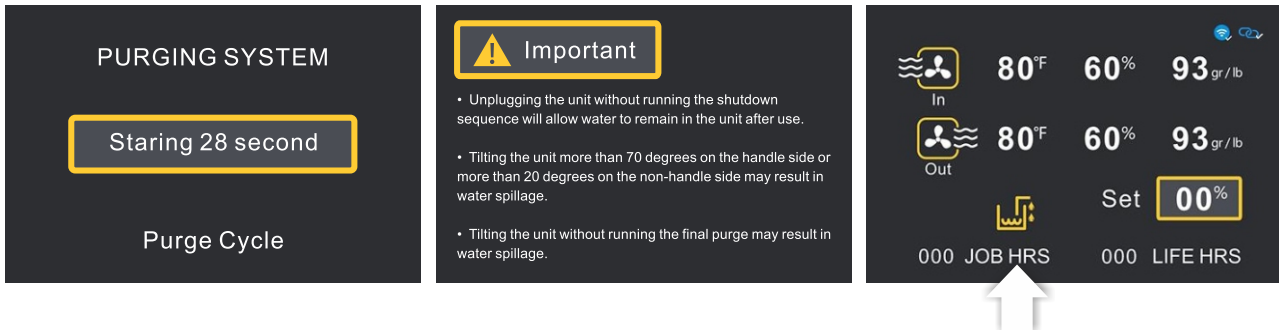 PURGING SYSTEM
Staring 28 second
Purge Cycle
Important
• Unplugging the unit without running the shutdown
sequence will allow water to remain in the unit after use.
• Tilting the unit more than 70 degrees on the handle side or
more than 20 degrees on the non-handle side may result in
water spillage.
• Tilting the unit without running the final purge may result in
water spillage.
80°F 60% 93 gr/lb
In
80°F 60% 93 gr/lb
Out
Set 00%
000 JOB HRS 000 LIFE HRS